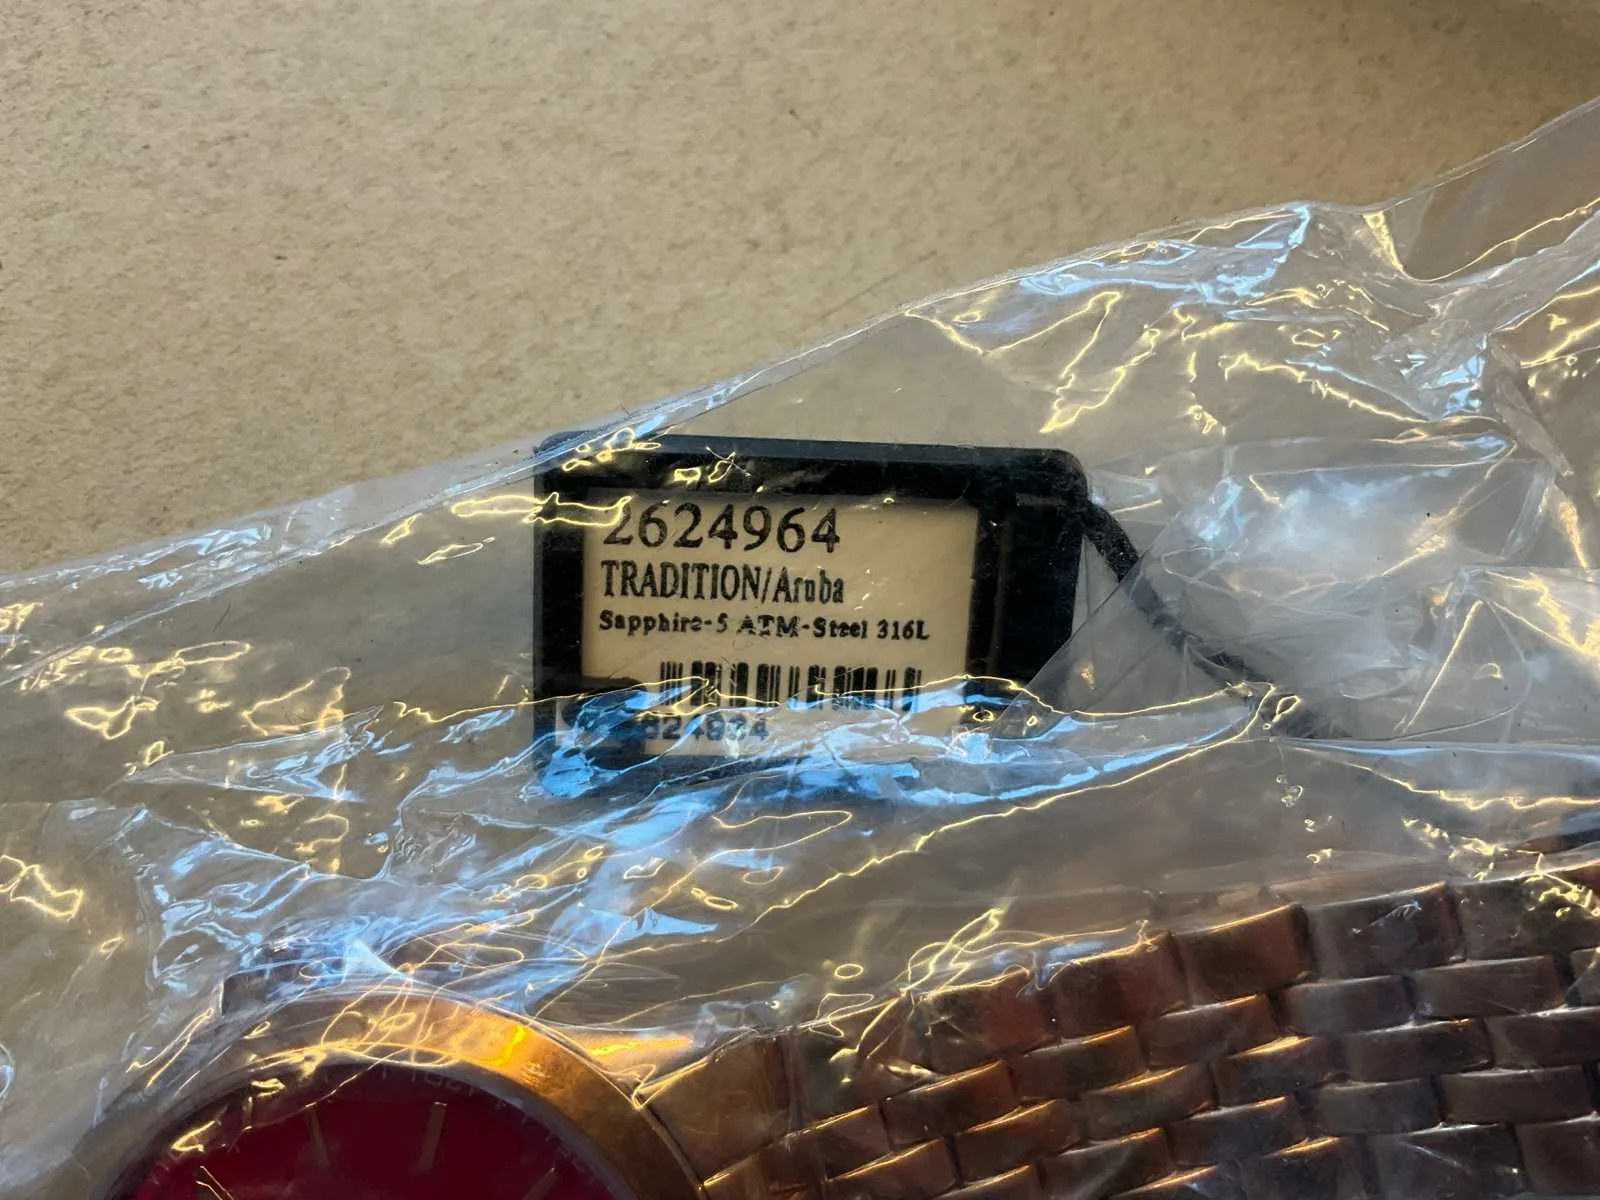 2624964
TRADITION/Aruba
Sapphire-5 ATM-Steel 316L